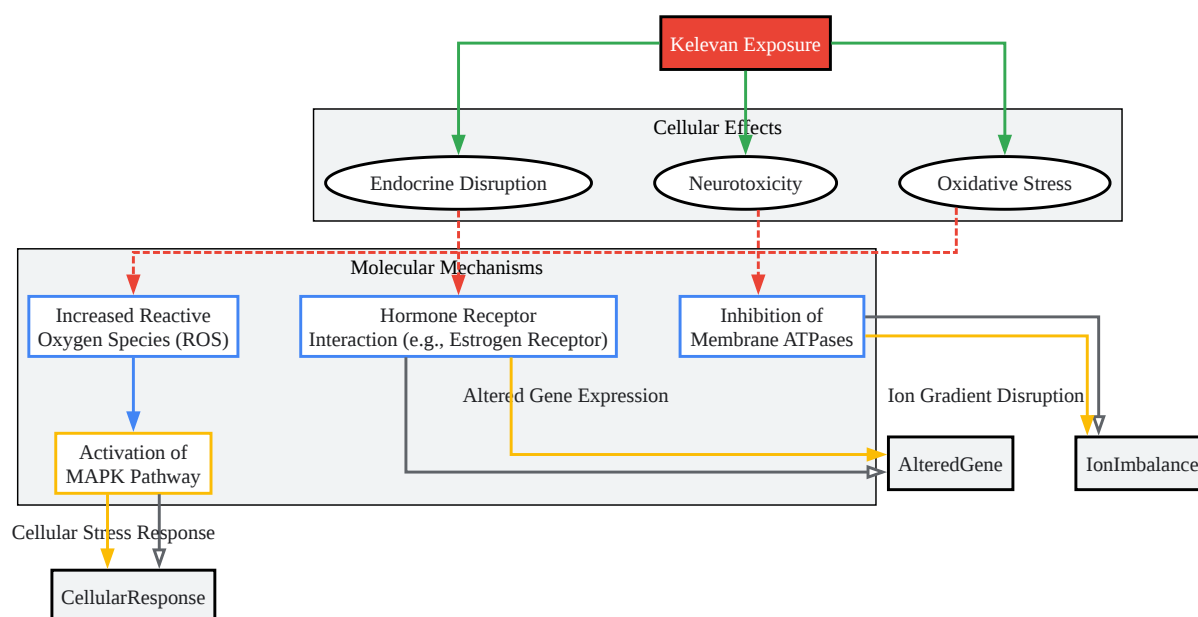 Kelevan Exposure
Cellular Effects
Endocrine Disruption
Neurotoxicity
Oxidative Stress
Molecular Mechanisms
Increased Reactive
Oxygen Species (ROS)
Hormone Receptor
Interaction (e.g., Estrogen Receptor)
Inhibition of
Membrane ATPases
Altered Gene Expression
Ion Gradient Disruption
Activation of
MAPK Pathway
AlteredGene
IonImbalance
Cellular Stress Response
CellularResponse